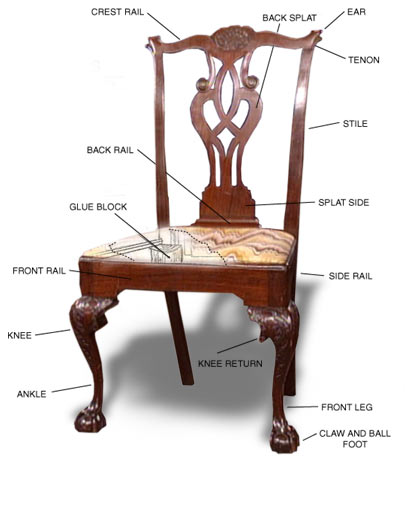 CREST RAIL
BACK SPLAT
EAR
TENON
STILE
BACK RAIL
GLUE BLOCK
SPLAT SIDE
FRONT RAIL
SIDE RAIL
KNEE
KNEE RETURN
ANKLE
FRONT LEG
CLAW AND BALL
FOOT